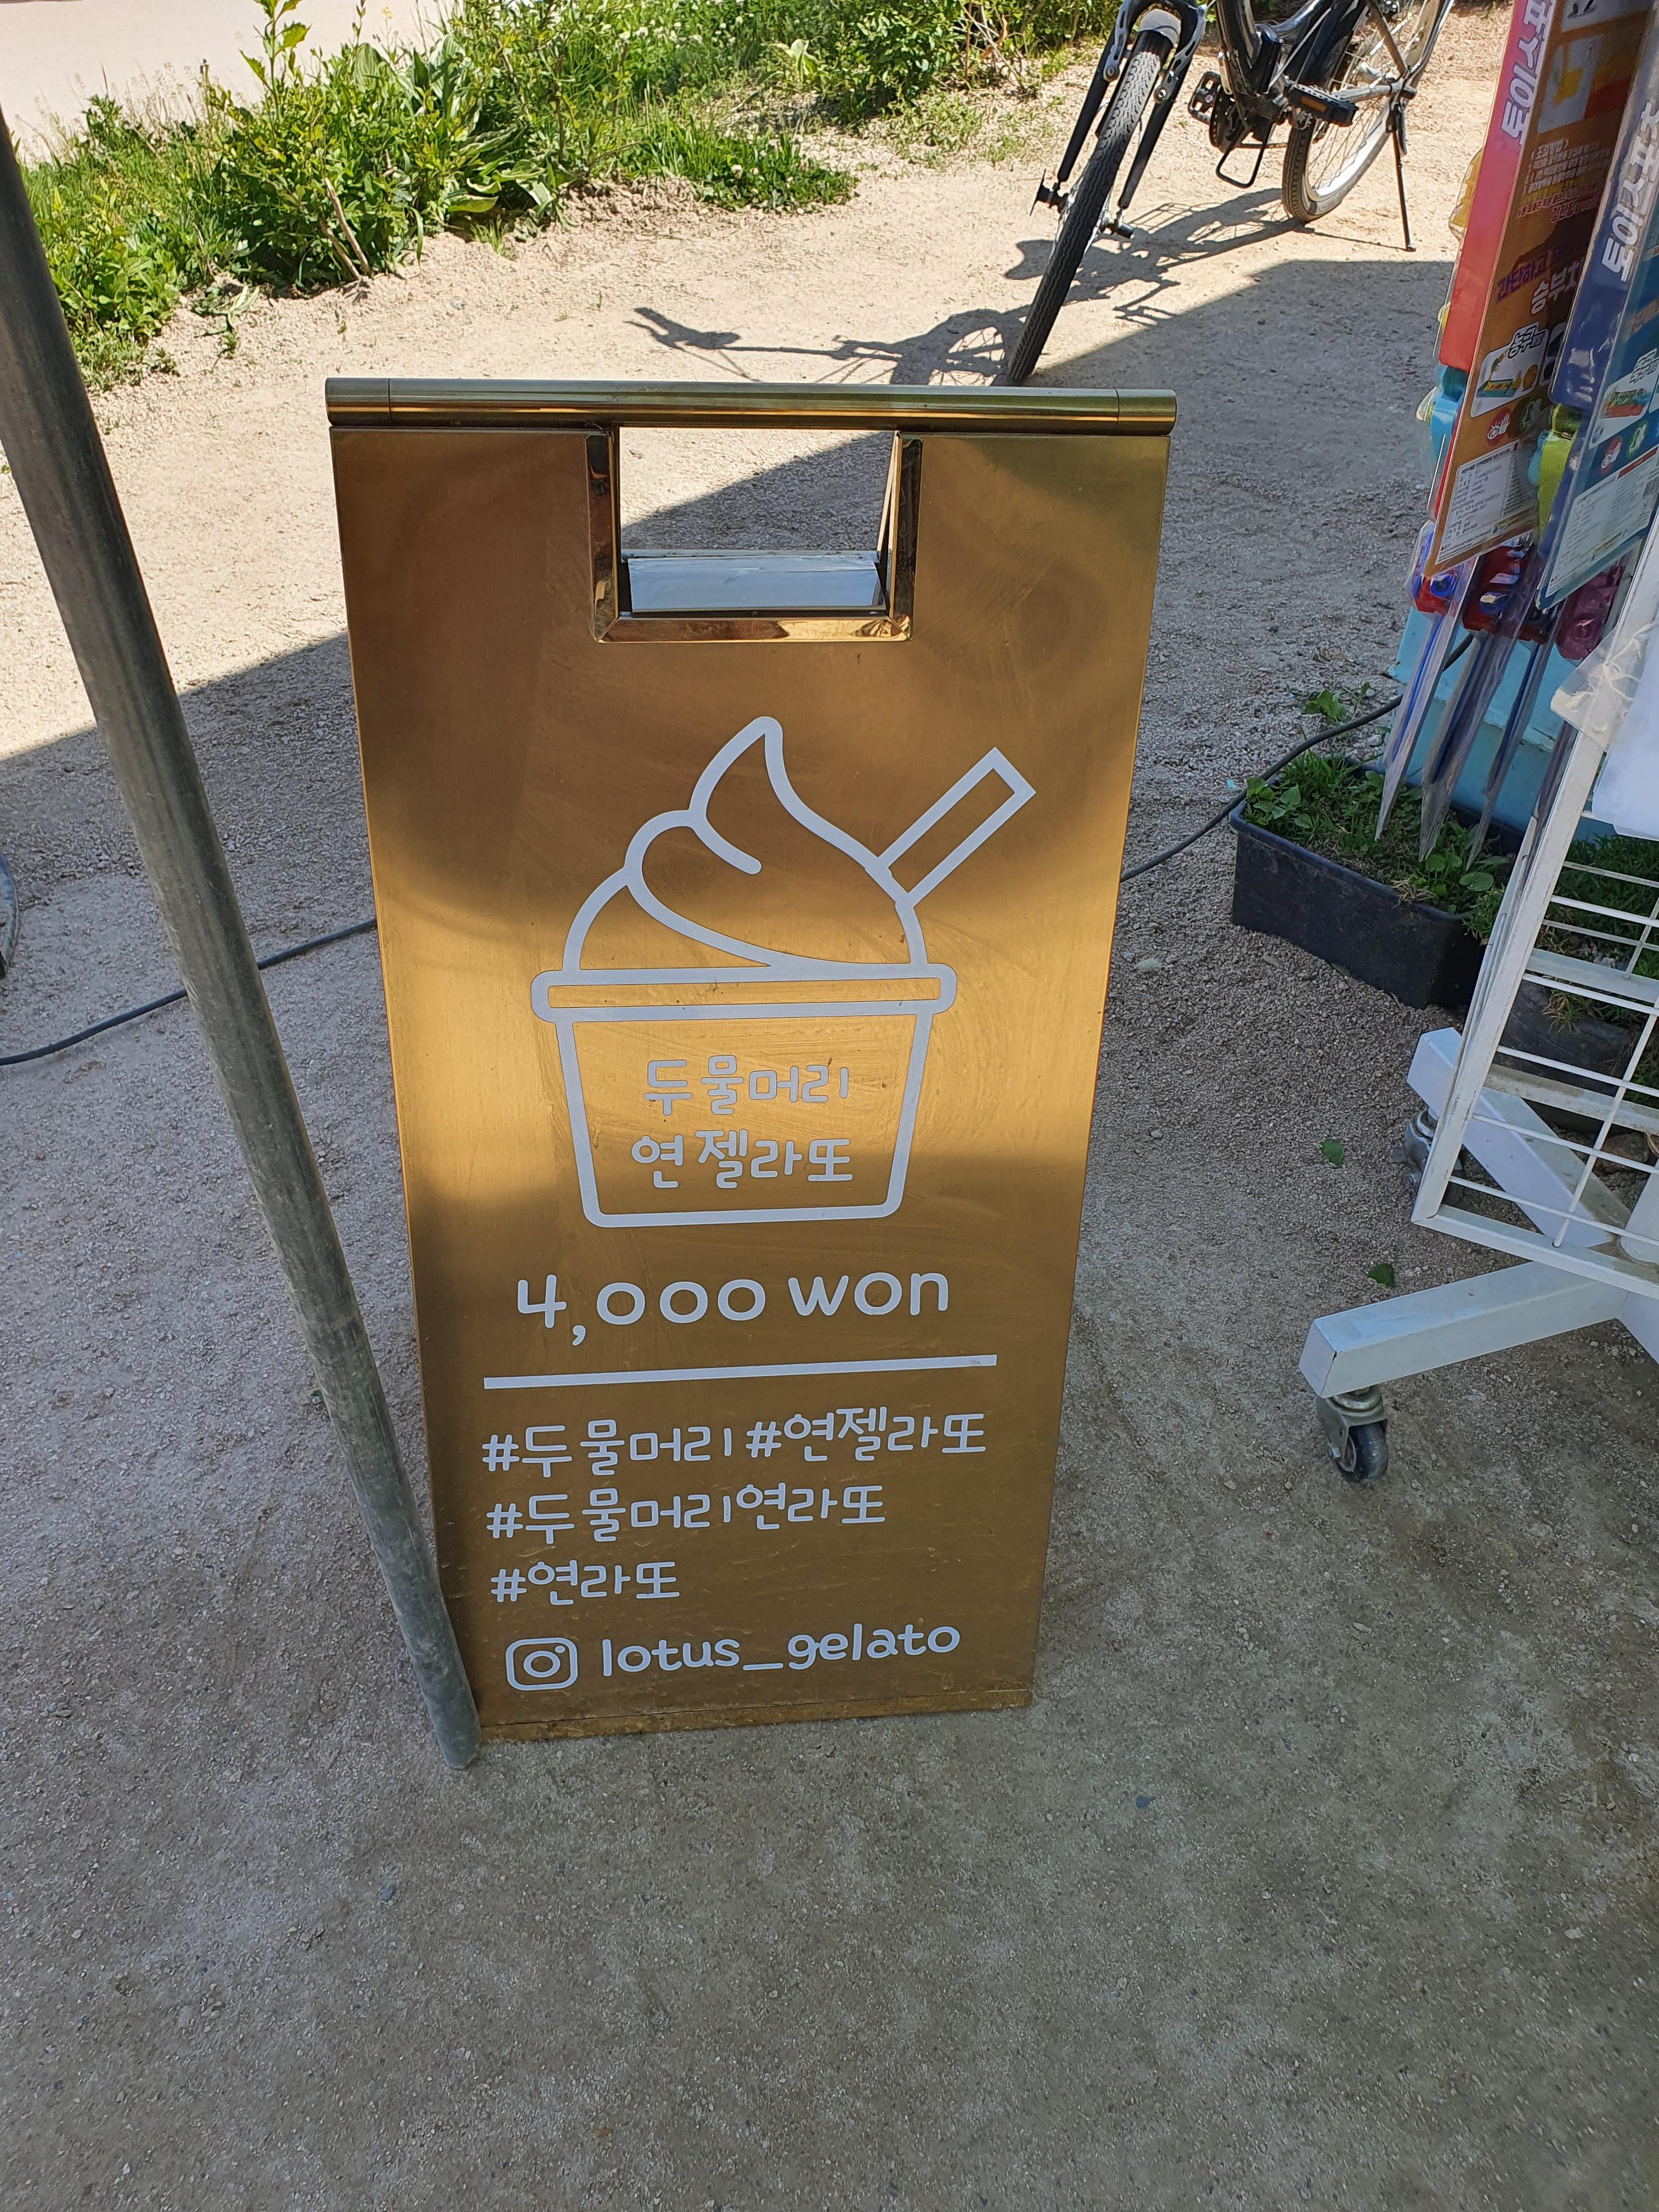 두물머리
연젤라또
4,000 won
#두물머리 #연젤라또
#두물머리연라또
#연라또
lotus_gelato